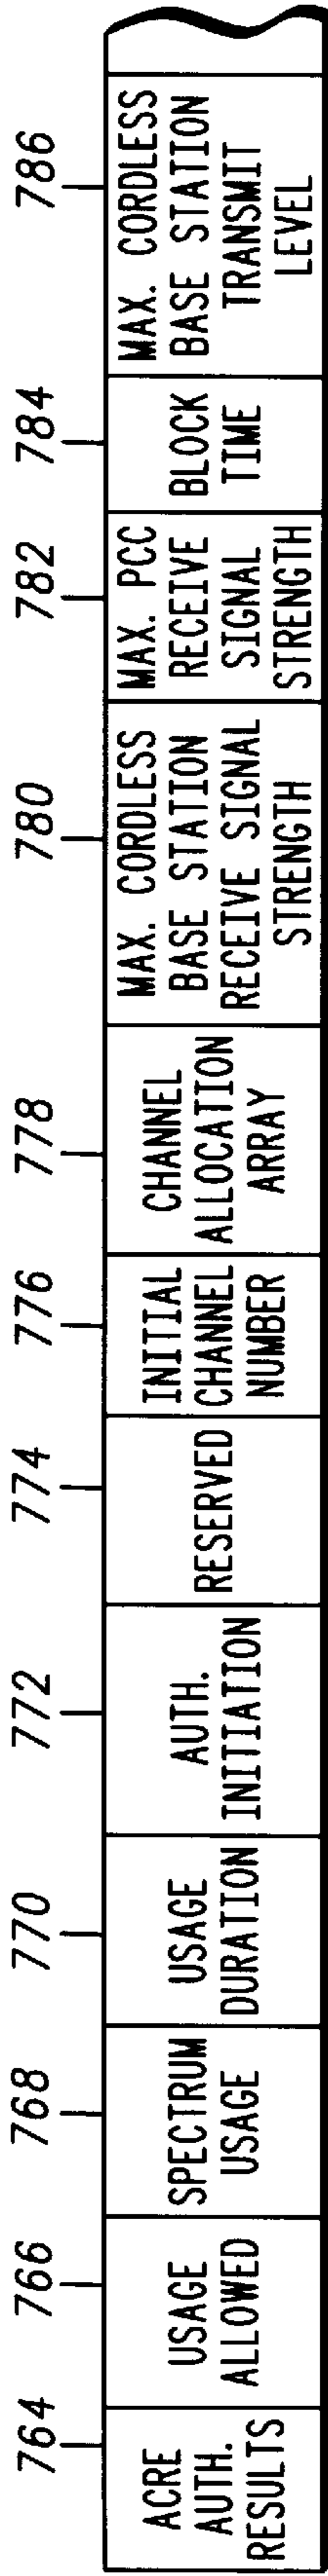 764 766 768 770 772 774 776 778 780 782 784 786
ACRE
AUTH.
RESULTS
USAGE
ALLOWED
SPECTRUM
USAGE
USAGE
DURATION
AUTH.
INITIATION
RESERVED
INITIAL
CHANNEL
NUMBER
CHANNEL
ALLOCATION
ARRAY
MAX. CORDLESS
BASE STATION
RECEIVE SIGNAL
STRENGTH
MAX. PCC
RECEIVE
SIGNAL
STRENGTH
BLOCK
TIME
MAX. CORDLESS
BASE STATION
TRANSMIT
LEVEL